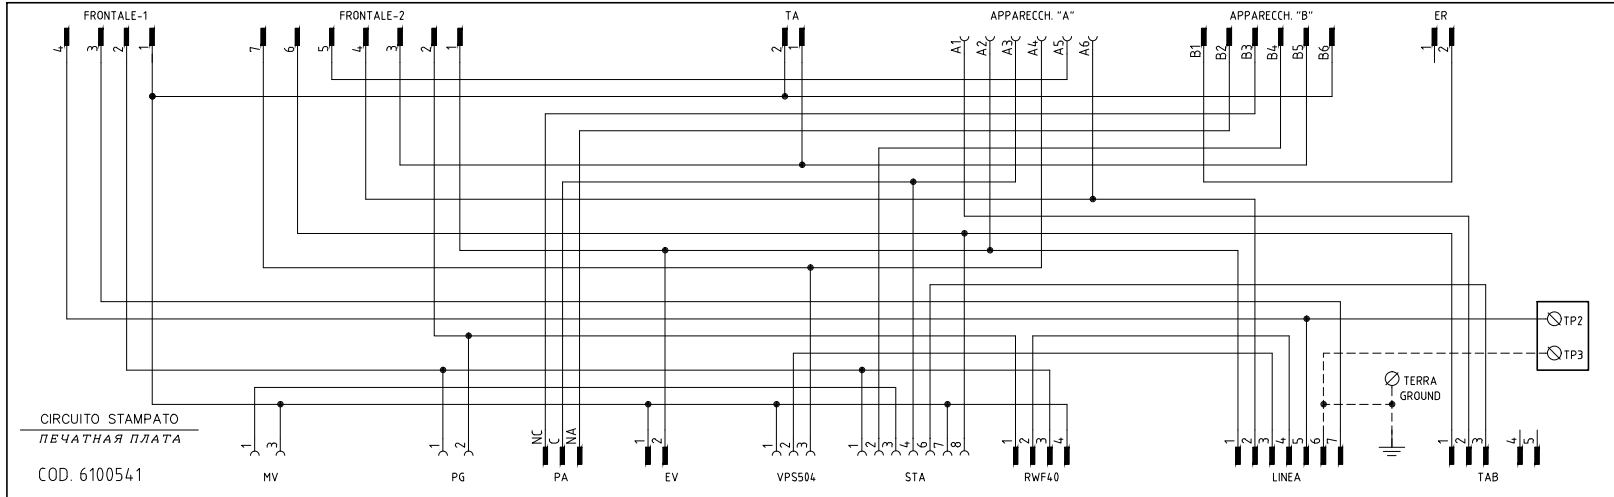 FRONTALE-1 FRONTALE-2 TA APPARECCH. "A" APPARECCH. "B" ER
4 3 2 1 7 6 5 4 3 2 1 2 1 A1 A2 A3 A4 A5 A6 B1 B2 B3 B4 B5 B6 1 2
TP2
TP3
TERRA
GROUND
CIRCUITO STAMPATO
ПЕЧАТНАЯ ПЛАТА
COD. 6100541
1 3 1 2 NC C NA 1 2 1 2 3 1 2 3 4 6 7 8 1 2 3 4 1 2 3 4 5 6 7 1 2 3 4 5
MV PG PA EV VPS504 STA RWF40 LINEA TAB